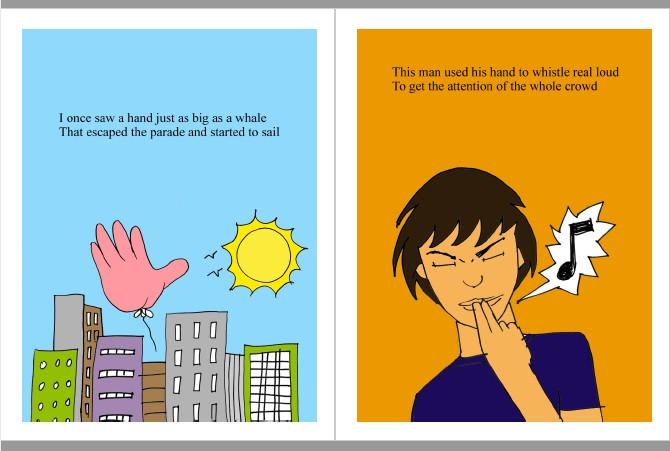 I once saw a hand just as big as a whale
That escaped the parade and started to sail
This man used his hand to whistle real loud
To get the attention of the whole crowd